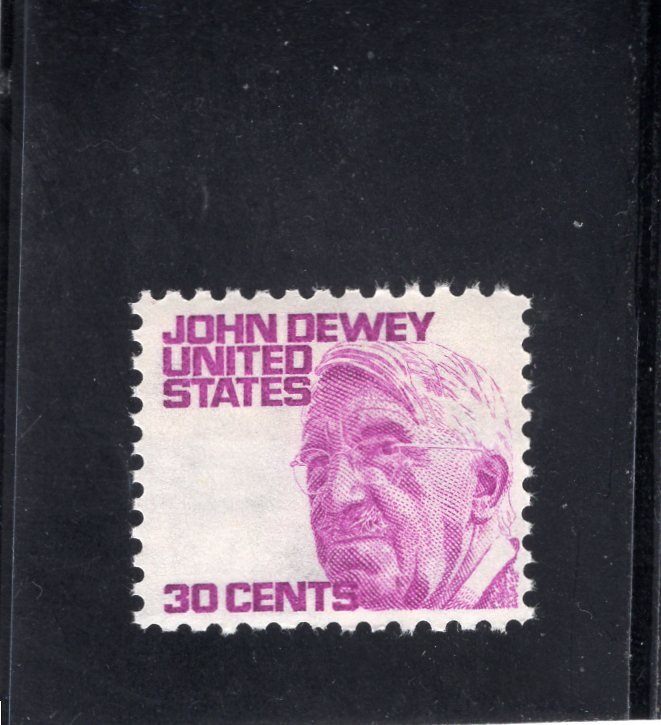 JOHN DEWEY
UNITED
STATES
30 CENTS